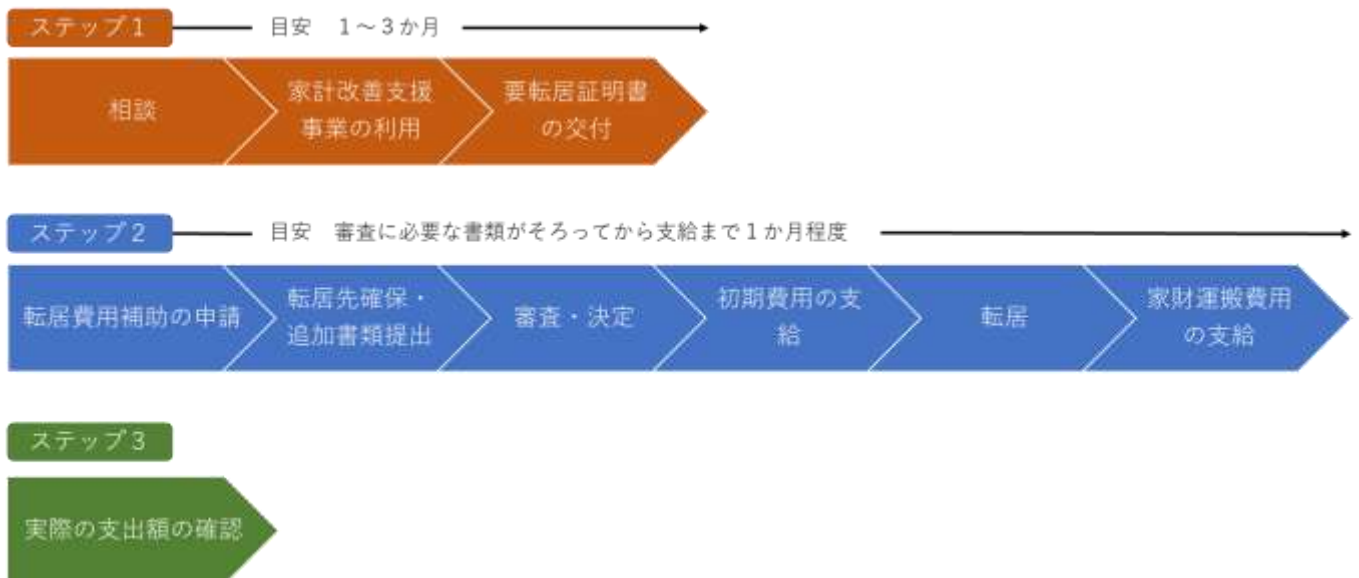 ステップ1
目安　1～3か月
相談
家計改善支援
事業の利用
要転居証明書
の交付
ステップ2
目安　審査に必要な書類がそろってから支給まで1か月程度
転居費用補助の申請
転居先確保・
追加書類提出
審査・決定
初期費用の支
給
転居
家財運搬費用
の支給
ステップ3
実際の支出額の確認